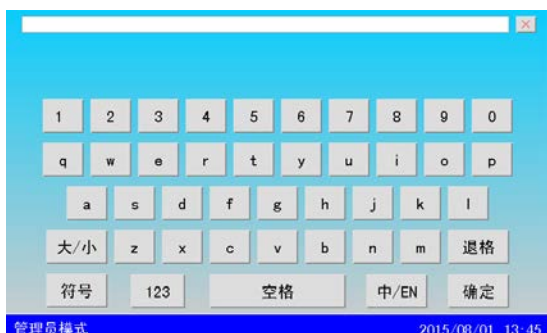 1 2 3 4 5 6 7 8 9 0
q w e r t y u i o p
a s d f g h j k l
大/小 z x c v b n m 退格
符号 123 空格 中/EN 确定
管理员模式 2015/08/01 13:45